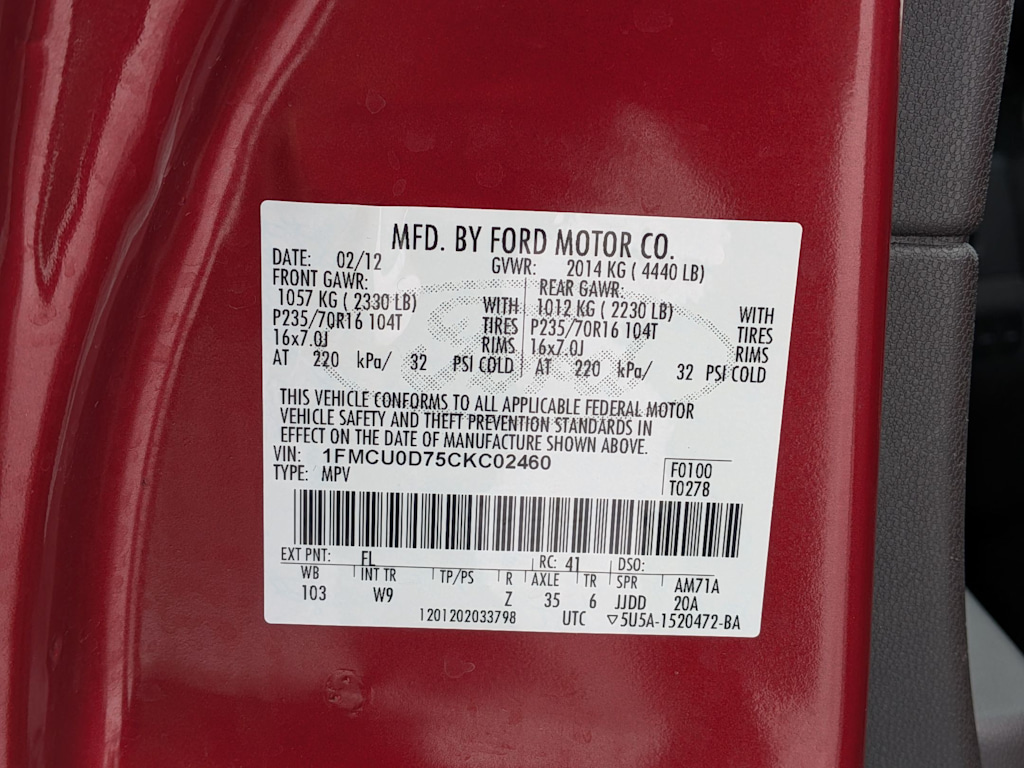 MFD. BY FORD MOTOR CO.
DATE: 02/12 GVWR: 2014 KG ( 4440 LB)
FRONT GAWR: REAR GAWR:
1057 KG ( 2330 LB) WITH 1012 KG ( 2230 LB) WITH
P235/70R16 104T TIRES P235/70R16 104T TIRES
16x7.0J RIMS 16x7.0J RIMS
AT 220 kPa/ 32 PSI COLD AT 220 kPa/ 32 PSI COLD
THIS VEHICLE CONFORMS TO ALL APPLICABLE FEDERAL MOTOR
VEHICLE SAFETY AND THEFT PREVENTION STANDARDS IN
EFFECT ON THE DATE OF MANUFACTURE SHOWN ABOVE.
VIN: 1FMCU0D75CKC02460 F0100
TYPE: MPV T0278
EXT PNT: FL RC: 41 DSO:
WB INT TR TP/PS R AXLE TR SPR AM71A
103 W9 Z 35 6 JJDD 20A
1201202033798 UTC ▽5U5A-1520472-BA